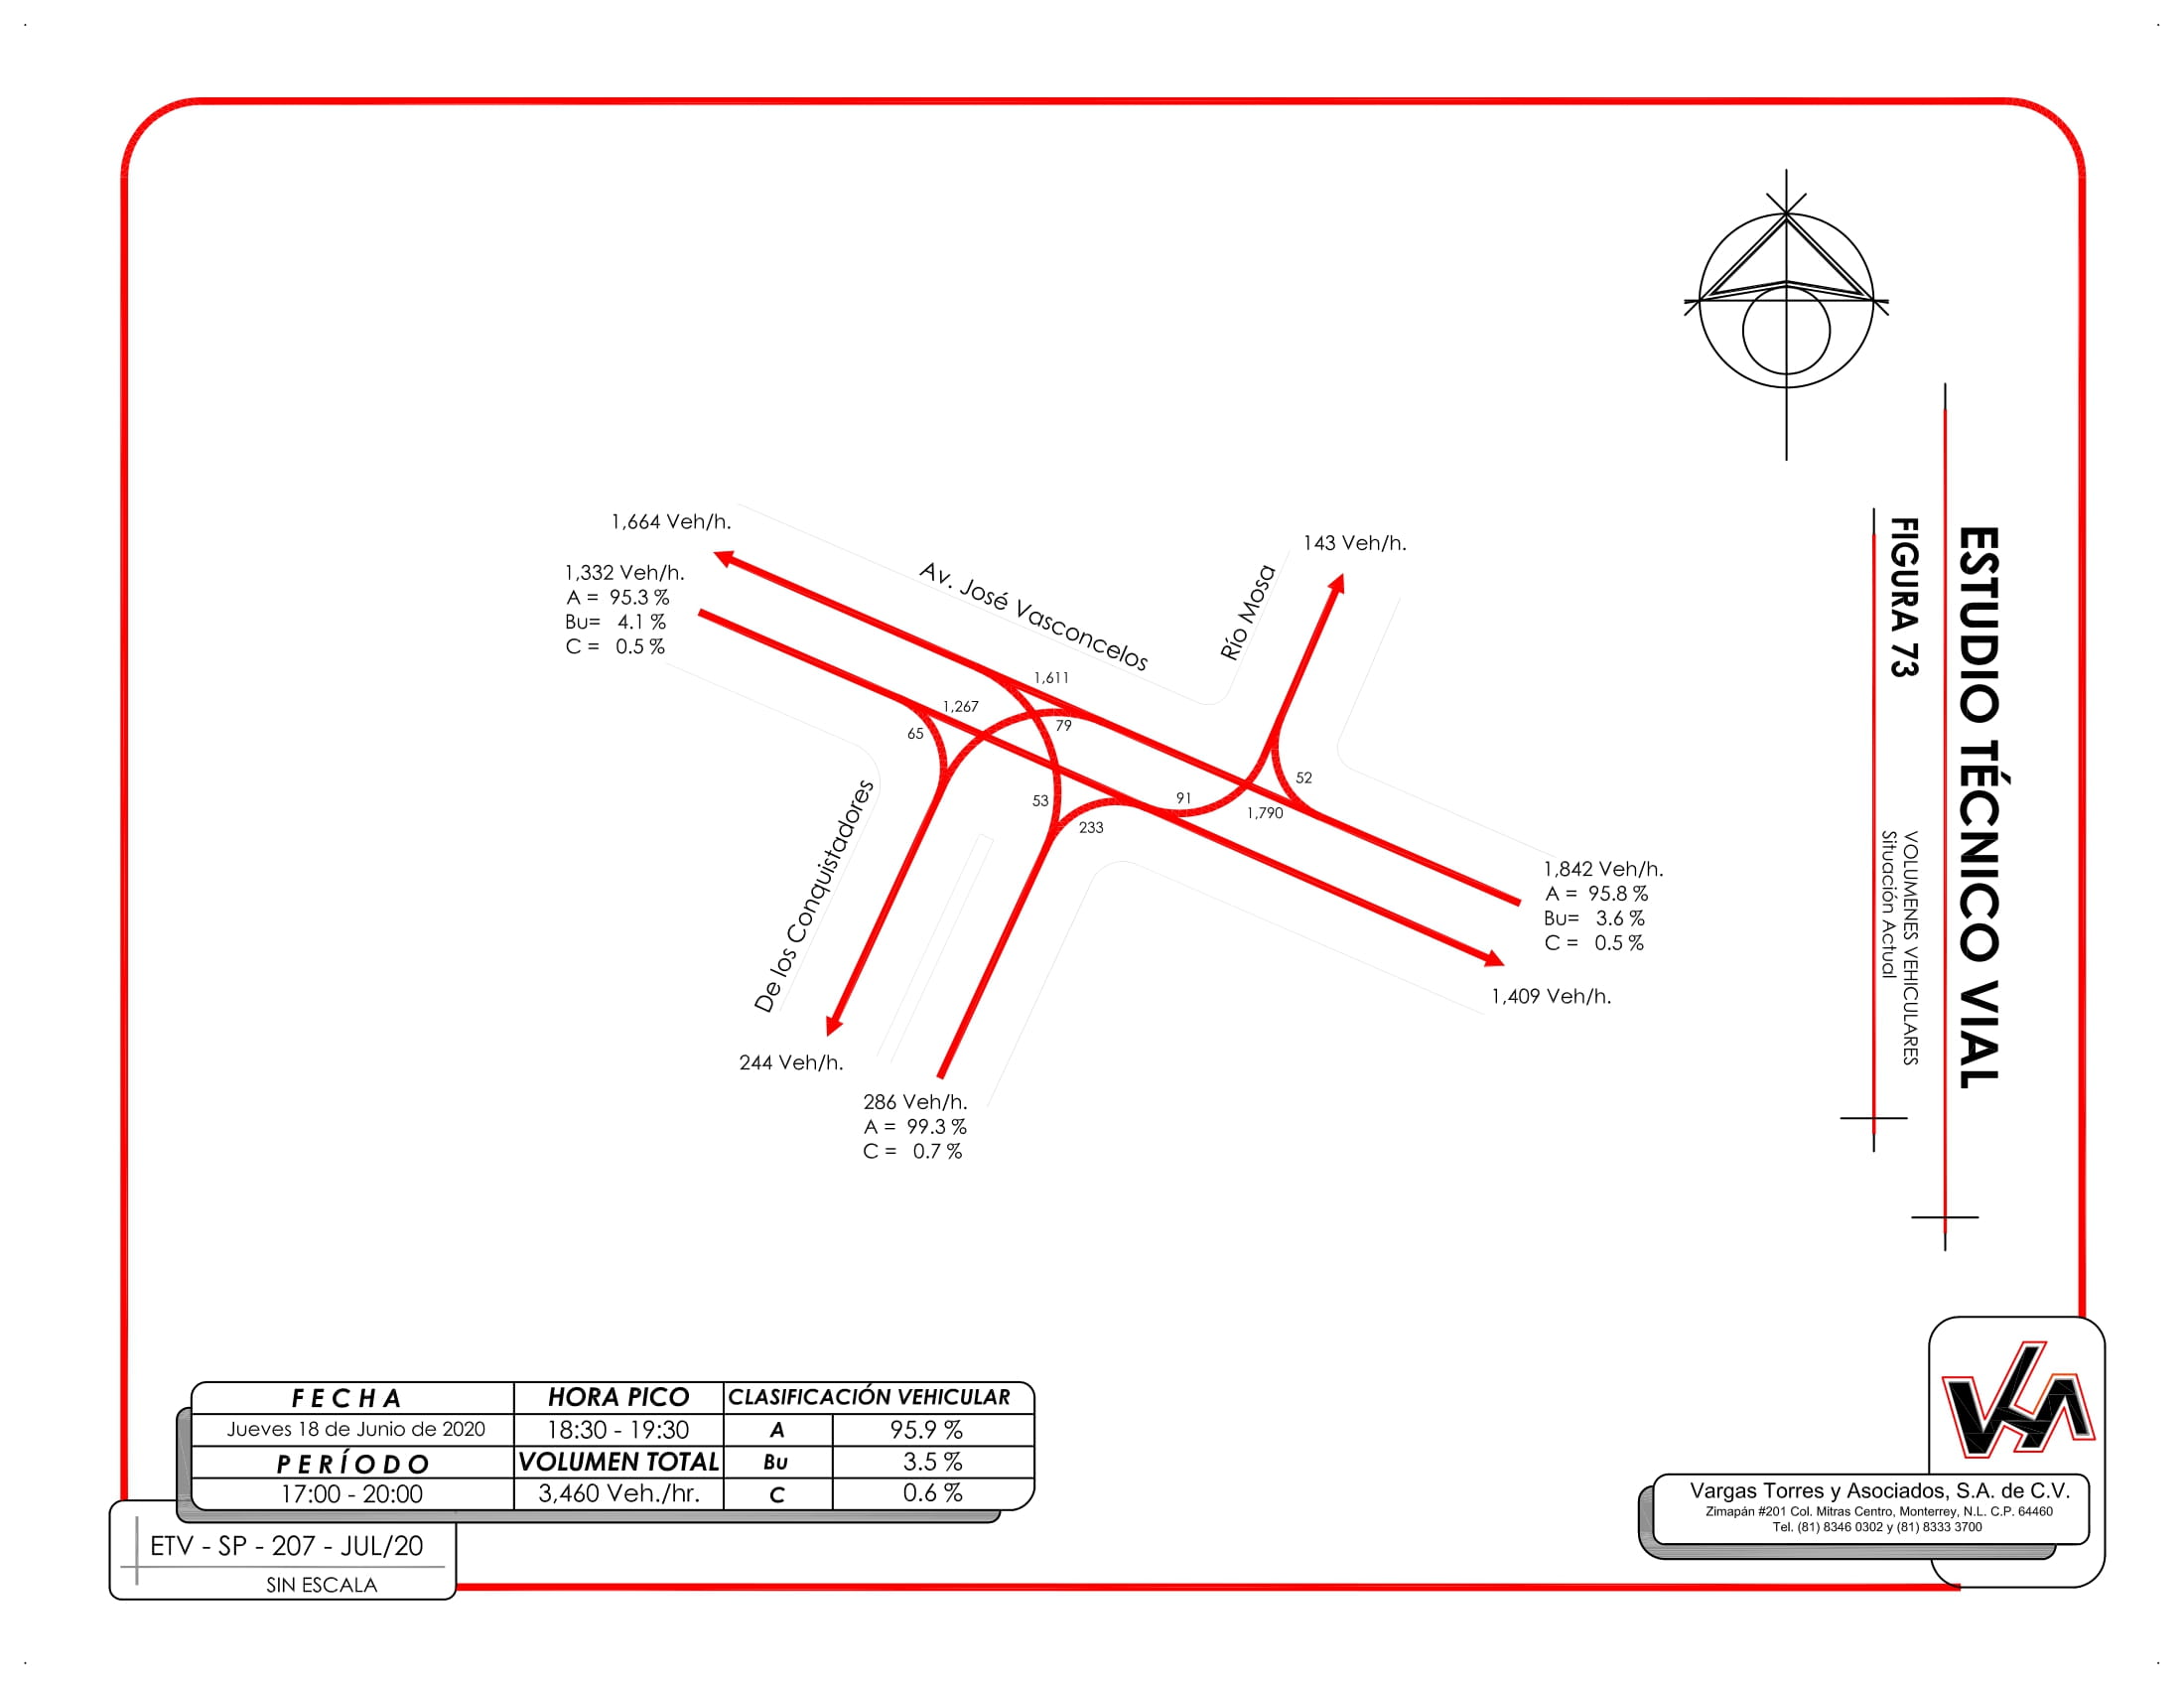 1,664 Veh/h.
1,332 Veh/h.
A = 95.3 %
Bu= 4.1 %
C = 0.5 %
Av. José Vasconcelos
Río Mosa
143 Veh/h.
1,611
1,267
79
65
52
53
91
1,790
233
De los Conquistadores
1,842 Veh/h.
A = 95.8 %
Bu= 3.6 %
C = 0.5 %
1,409 Veh/h.
244 Veh/h.
286 Veh/h.
A = 99.3 %
C = 0.7 %
ESTUDIO TÉCNICO VIAL
FIGURA 73
VOLUMENES VEHICULARES
Situación Actual
FECHA HORA PICO CLASIFICACIÓN VEHICULAR
Jueves 18 de Junio de 2020 18:30 - 19:30 A 95.9 %
PERÍODO VOLUMEN TOTAL Bu 3.5 %
17:00 - 20:00 3,460 Veh./hr. C 0.6 %
ETV - SP - 207 - JUL/20
SIN ESCALA
Vargas Torres y Asociados, S.A. de C.V.
Zimapán #201 Col. Mitras Centro, Monterrey, N.L. C.P. 64460
Tel. (81) 8346 0302 y (81) 8333 3700